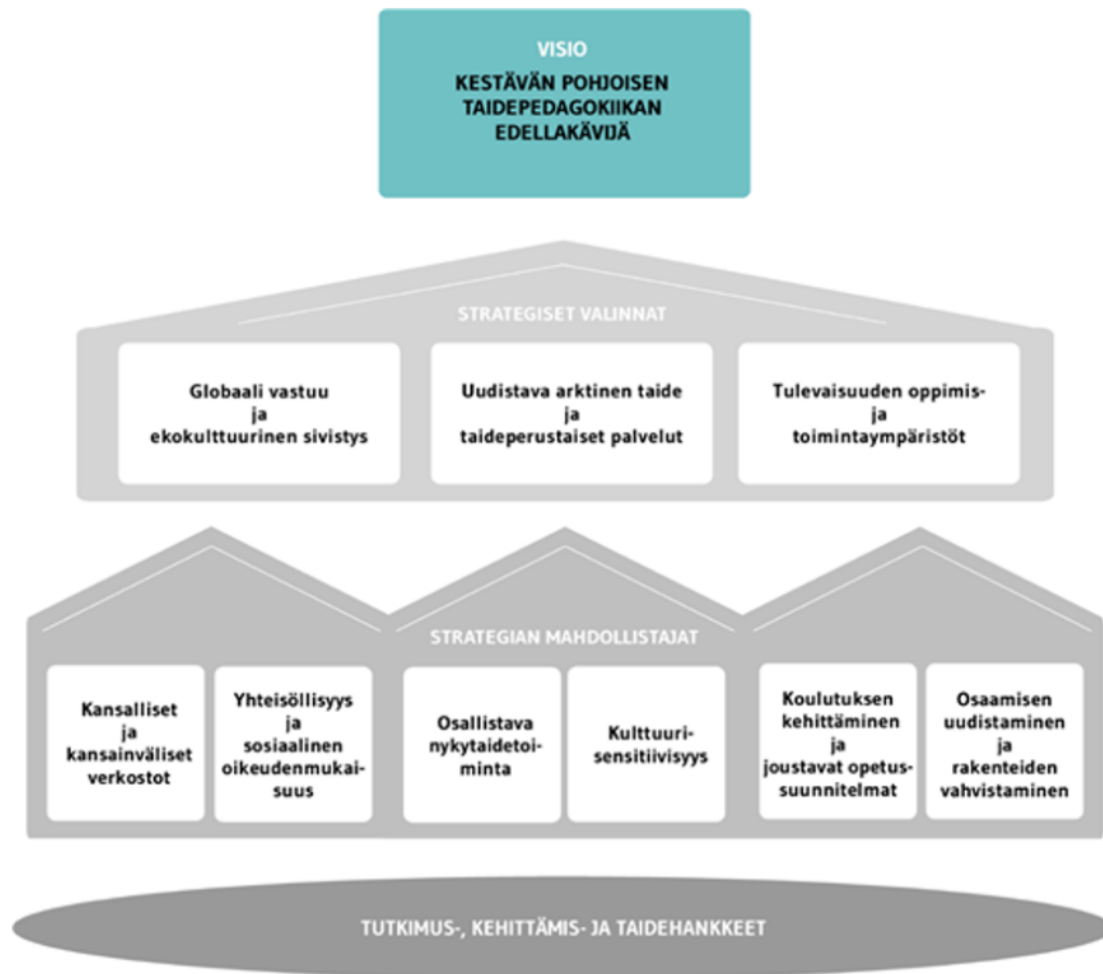 VISIO
KESTÄVÄN POHJOISEN
TAIDEPEDAGOKIIKAN
EDELLAKÄVIJÄ
STRATEGISET VALINNAT
Globaali vastuu
ja
ekokulttuurinen sivistys
Uudistava arktinen taide
ja
taideperustaiset palvelut
Tulevaisuuden oppimis-
ja
toimintaympäristöt
STRATEGIAN MAHDOLLISTAJAT
Kansalliset
ja
kansainväliset
verkostot
Yhteisöllisyys
ja
sosiaalinen
oikeudenmukai-
suus
Osallistava
nykytaidetoi-
minta
Kulttuuri-
sensitiivisyys
Koulutuksen
kehittäminen
ja
joustavat opetus-
suunnitelmat
Osaamisen
uudistaminen
ja
rakenteiden
vahvistaminen
TUTKIMUS-, KEHITTÄMIS- JA TAIDEHANKKEET